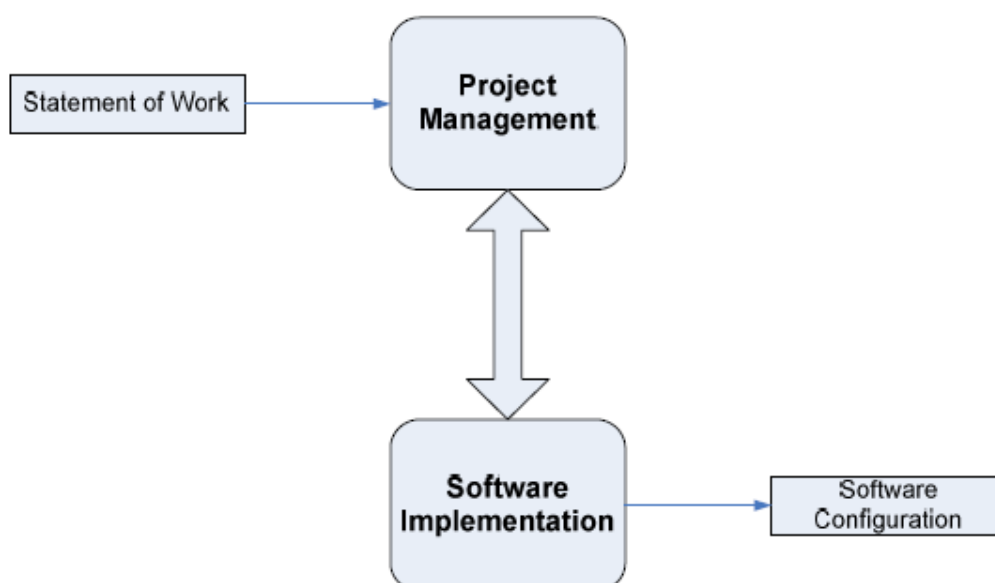 Project
Management
Statement of Work
Software
Implementation
Software
Configuration